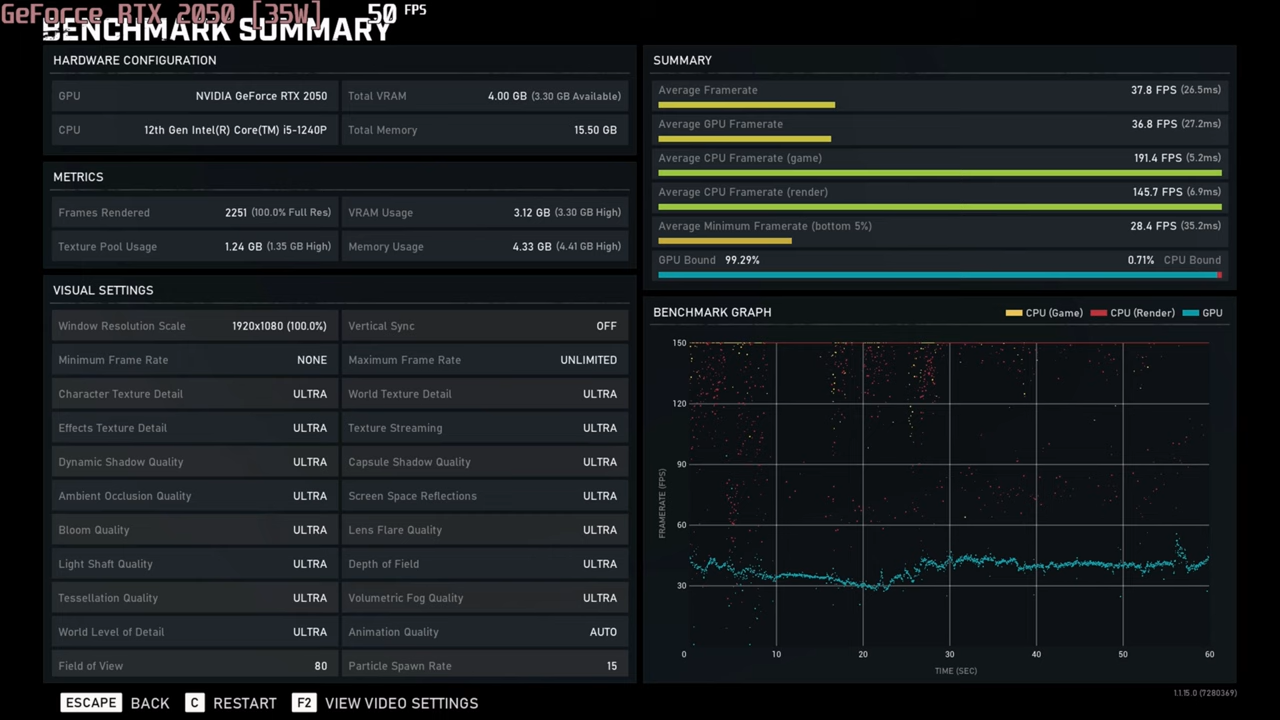 GeForce RTX 2050 [35W] 50 FPS
BENCHMARK SUMMARY
HARDWARE CONFIGURATION
GPU NVIDIA GeForce RTX 2050 Total VRAM 4.00 GB (3.30 GB Available)
CPU 12th Gen Intel(R) Core(TM) i5-1240P Total Memory 15.50 GB
METRICS
Frames Rendered 2251 (100.0% Full Res) VRAM Usage 3.12 GB (3.30 GB High)
Texture Pool Usage 1.24 GB (1.35 GB High) Memory Usage 4.33 GB (4.41 GB High)
VISUAL SETTINGS
Window Resolution Scale 1920x1080 (100.0%) Vertical Sync OFF
Minimum Frame Rate NONE Maximum Frame Rate UNLIMITED
Character Texture Detail ULTRA World Texture Detail ULTRA
Effects Texture Detail ULTRA Texture Streaming ULTRA
Dynamic Shadow Quality ULTRA Capsule Shadow Quality ULTRA
Ambient Occlusion Quality ULTRA Screen Space Reflections ULTRA
Bloom Quality ULTRA Lens Flare Quality ULTRA
Light Shaft Quality ULTRA Depth of Field ULTRA
Tessellation Quality ULTRA Volumetric Fog Quality ULTRA
World Level of Detail ULTRA Animation Quality AUTO
Field of View 80 Particle Spawn Rate 15
SUMMARY
Average Framerate 37.8 FPS (26.5ms)
Average GPU Framerate 36.8 FPS (27.2ms)
Average CPU Framerate (game) 191.4 FPS (5.2ms)
Average CPU Framerate (render) 145.7 FPS (6.9ms)
Average Minimum Framerate (bottom 5%) 28.4 FPS (35.2ms)
GPU Bound 99.29% 0.71% CPU Bound
BENCHMARK GRAPH CPU (Game) CPU (Render) GPU
150
120
90
60
30
FRAMERATE (FPS)
0 10 20 30 40 50 60
TIME (SEC)
1.1.15.0 (7280369)
ESCAPE BACK C RESTART F2 VIEW VIDEO SETTINGS